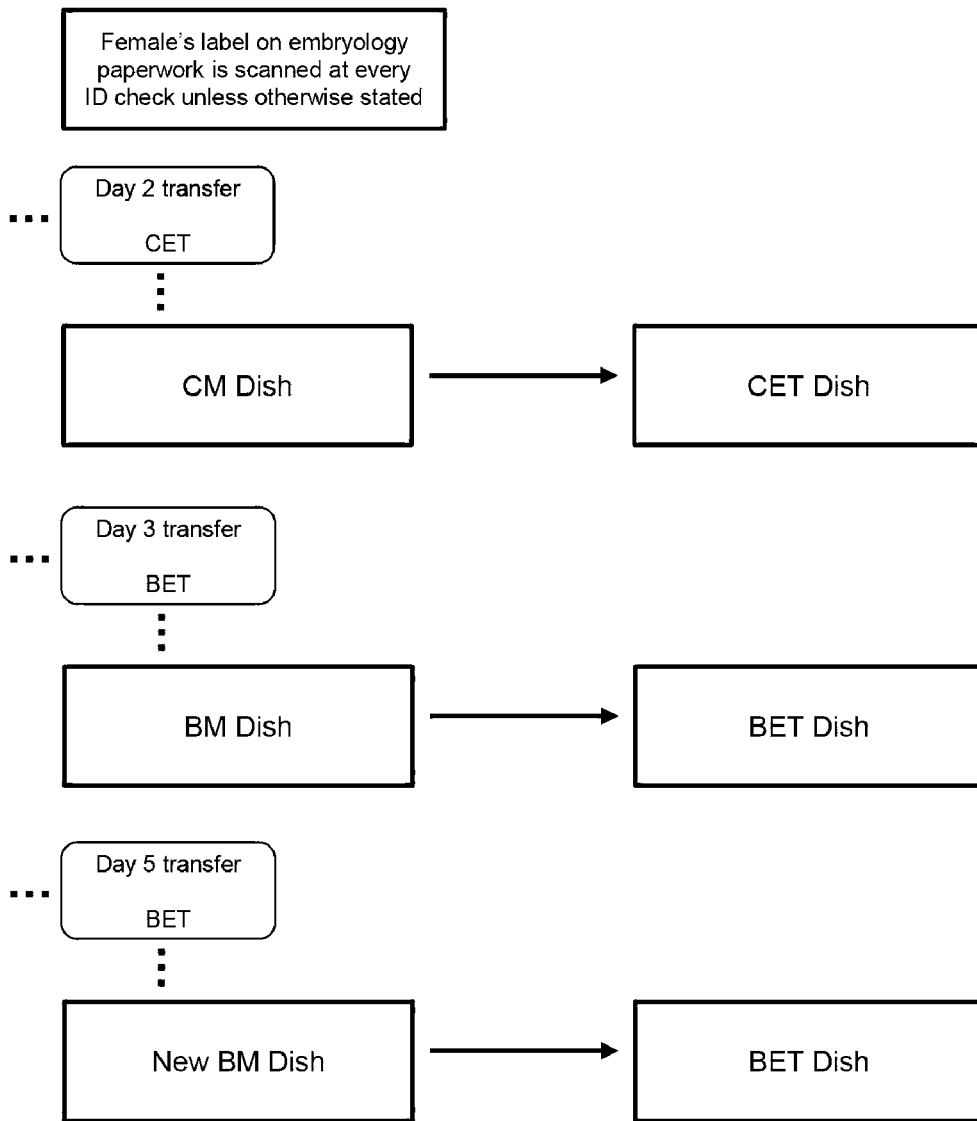 Female's label on embryology
paperwork is scanned at every
ID check unless otherwise stated
Day 2 transfer
CET
CM Dish
CET Dish
Day 3 transfer
BET
BM Dish
BET Dish
Day 5 transfer
BET
New BM Dish
BET Dish